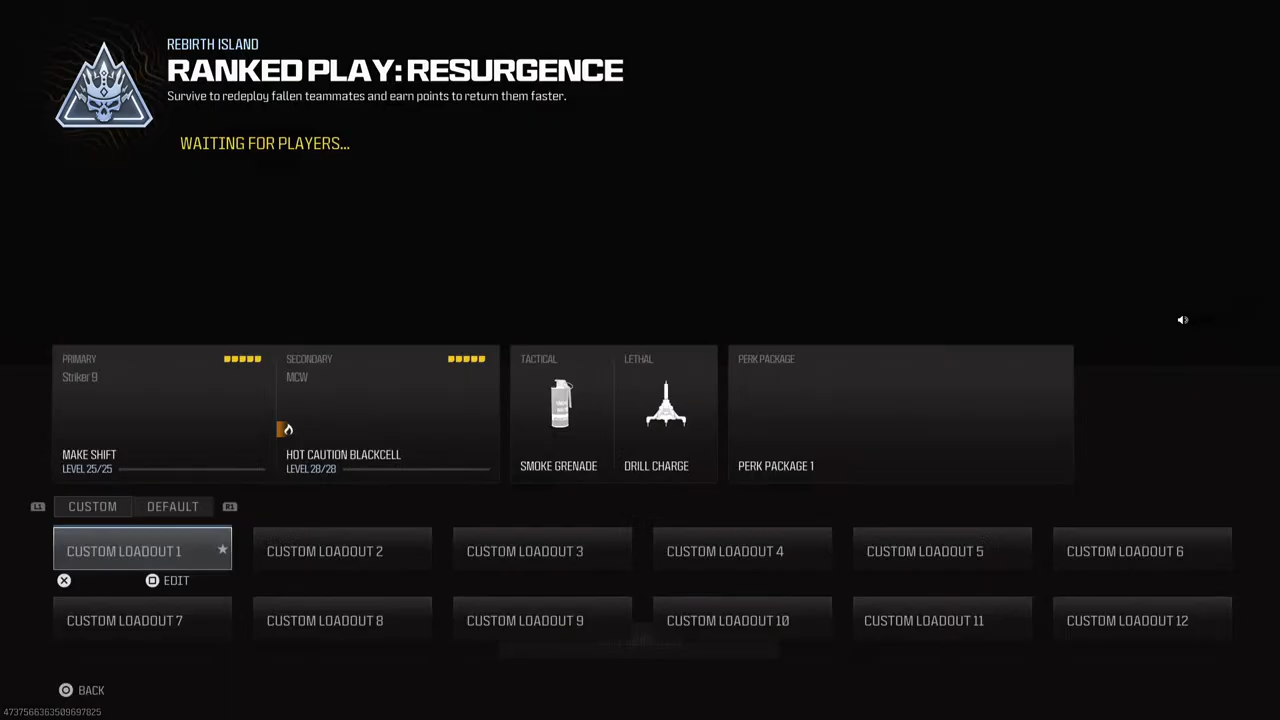 REBIRTH ISLAND
RANKED PLAY: RESURGENCE
Survive to redeploy fallen teammates and earn points to return them faster.
WAITING FOR PLAYERS...
PRIMARY
Striker 9
MAKE SHIFT
LEVEL 25/25
SECONDARY
MCW
HOT CAUTION BLACKCELL
LEVEL 28/28
TACTICAL
SMOKE GRENADE
LETHAL
DRILL CHARGE
PERK PACKAGE
PERK PACKAGE 1
L1 CUSTOM DEFAULT R1
CUSTOM LOADOUT 1
CUSTOM LOADOUT 2
CUSTOM LOADOUT 3
CUSTOM LOADOUT 4
CUSTOM LOADOUT 5
CUSTOM LOADOUT 6
EDIT
CUSTOM LOADOUT 7
CUSTOM LOADOUT 8
CUSTOM LOADOUT 9
CUSTOM LOADOUT 10
CUSTOM LOADOUT 11
CUSTOM LOADOUT 12
BACK
4737566363509697825